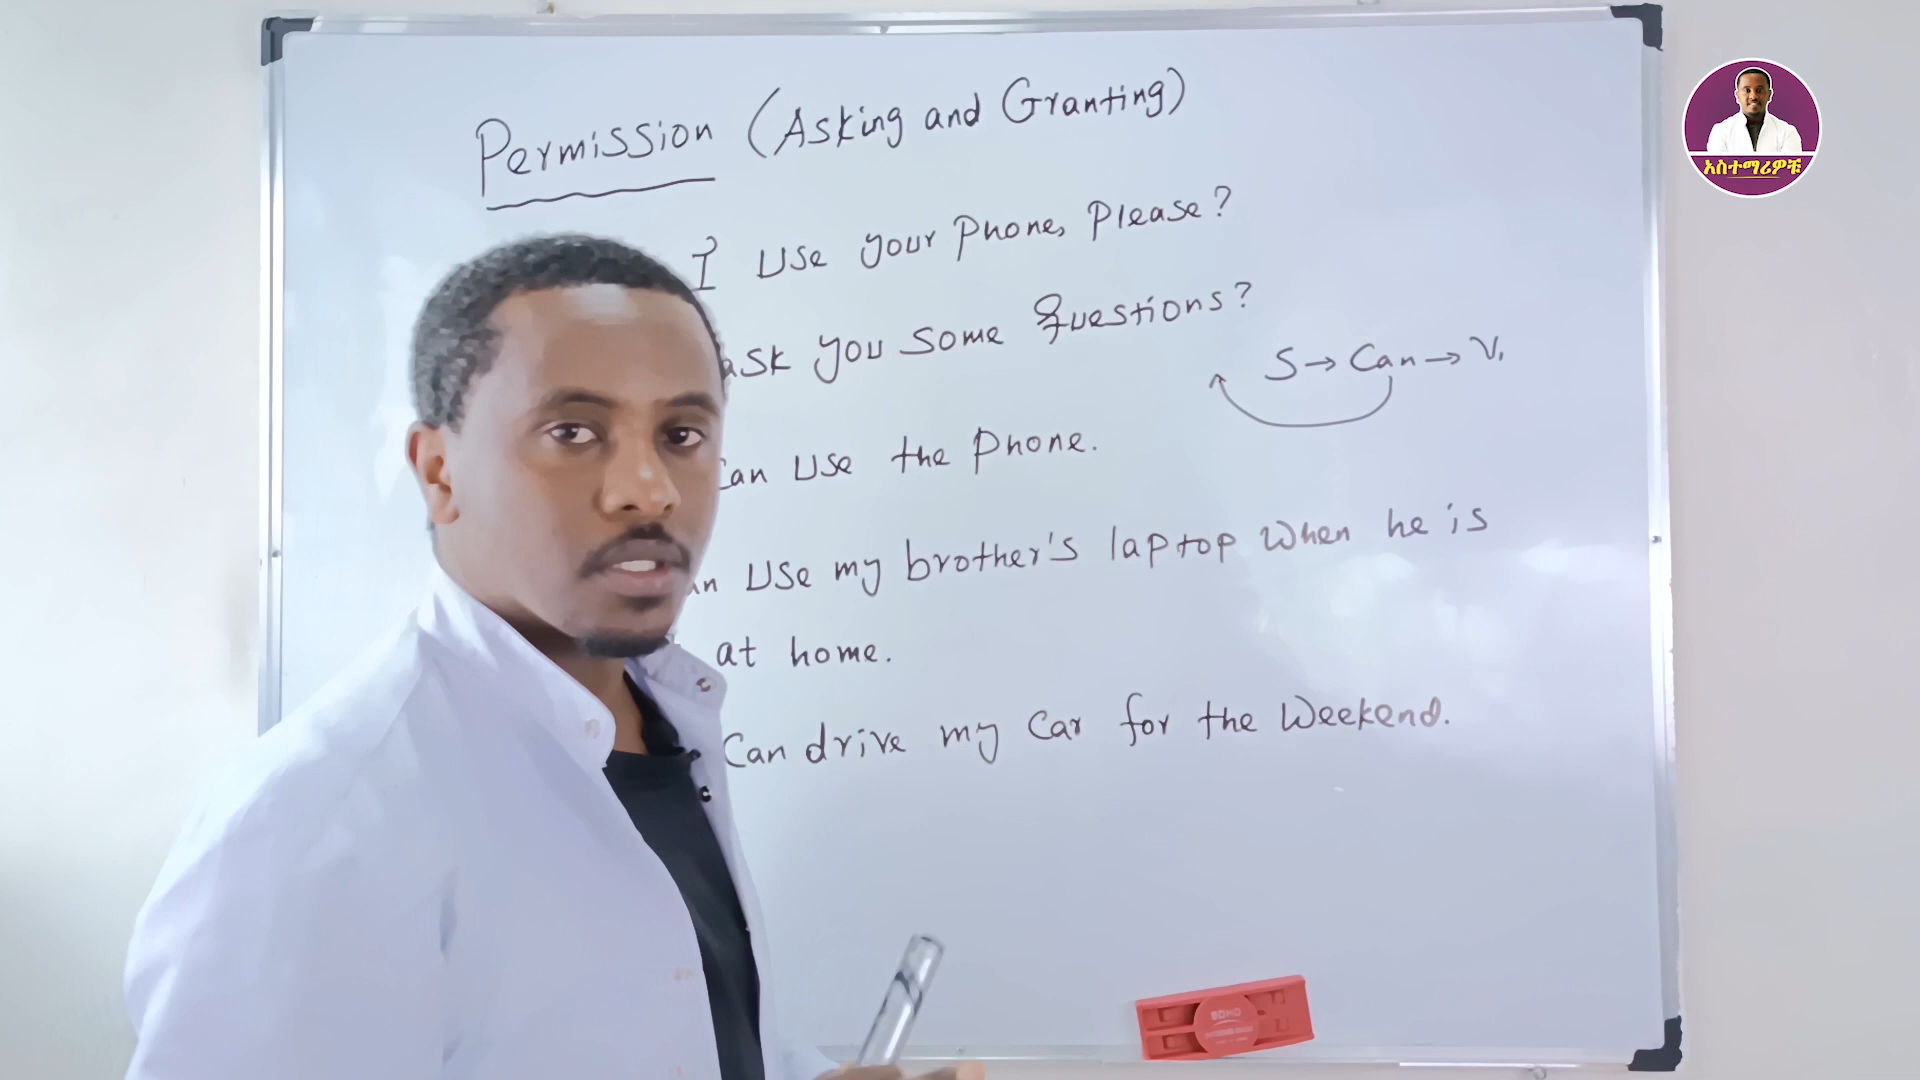 Permission (Asking and Granting)
I use your phone, please?
ask you some questions?
S → Can → V₁
can use the phone.
use my brother's laptop when he is
at home.
Can drive my car for the weekend.
አስተማሪዎቹ